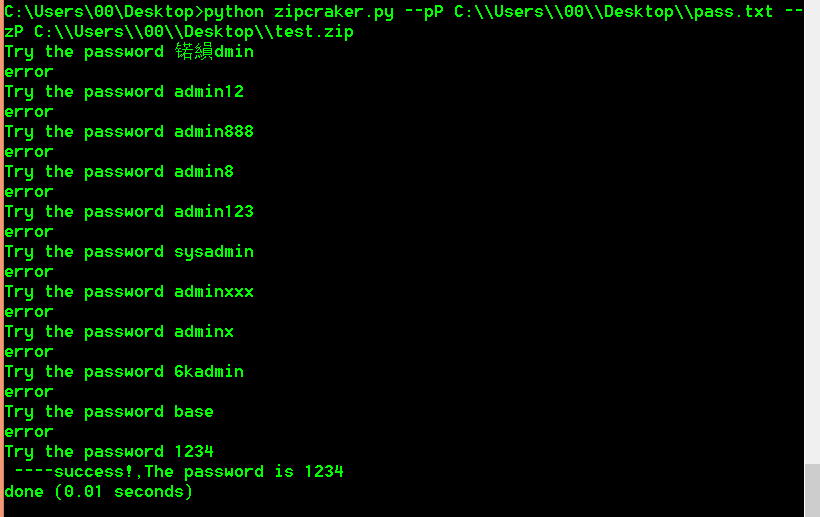 C:\Users\00\Desktop>python zipcraker.py --pP C:\\Users\\00\\Desktop\\pass.txt --
zP C:\\Users\\00\\Desktop\\test.zip
Try the password 锘縜dmin
error
Try the password admin12
error
Try the password admin888
error
Try the password admin8
error
Try the password admin123
error
Try the password sysadmin
error
Try the password adminxxx
error
Try the password adminx
error
Try the password 6kadmin
error
Try the password base
error
Try the password 1234
 ----success!,The password is 1234
done (0.01 seconds)